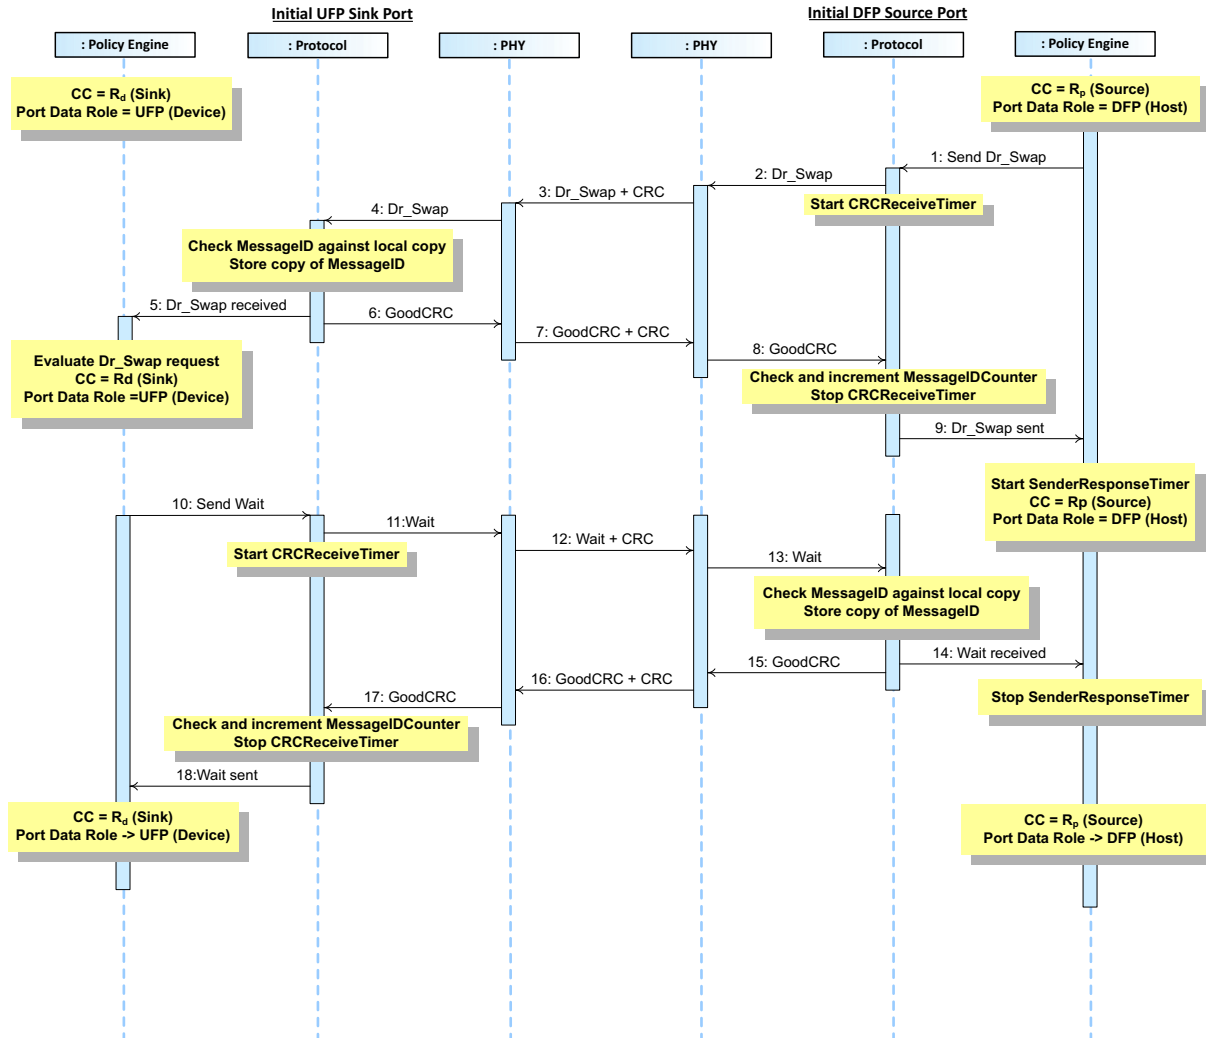 Initial UFP Sink Port
Initial DFP Source Port
: Policy Engine
: Protocol
: PHY
: PHY
: Protocol
: Policy Engine
CC = Rd (Sink)
Port Data Role = UFP (Device)
CC = Rp (Source)
Port Data Role = DFP (Host)
1: Send Dr_Swap
2: Dr_Swap
Start CRCReceiveTimer
3: Dr_Swap + CRC
4: Dr_Swap
Check MessageID against local copy
Store copy of MessageID
5: Dr_Swap received
6: GoodCRC
7: GoodCRC + CRC
8: GoodCRC
Evaluate Dr_Swap request
CC = Rd (Sink)
Port Data Role =UFP (Device)
Check and increment MessageIDCounter
Stop CRCReceiveTimer
9: Dr_Swap sent
Start SenderResponseTimer
CC = Rp (Source)
Port Data Role = DFP (Host)
10: Send Wait
11:Wait
Start CRCReceiveTimer
12: Wait + CRC
13: Wait
Check MessageID against local copy
Store copy of MessageID
14: Wait received
15: GoodCRC
16: GoodCRC + CRC
17: GoodCRC
Stop SenderResponseTimer
Check and increment MessageIDCounter
Stop CRCReceiveTimer
18:Wait sent
CC = Rd (Sink)
Port Data Role -> UFP (Device)
CC = Rp (Source)
Port Data Role -> DFP (Host)